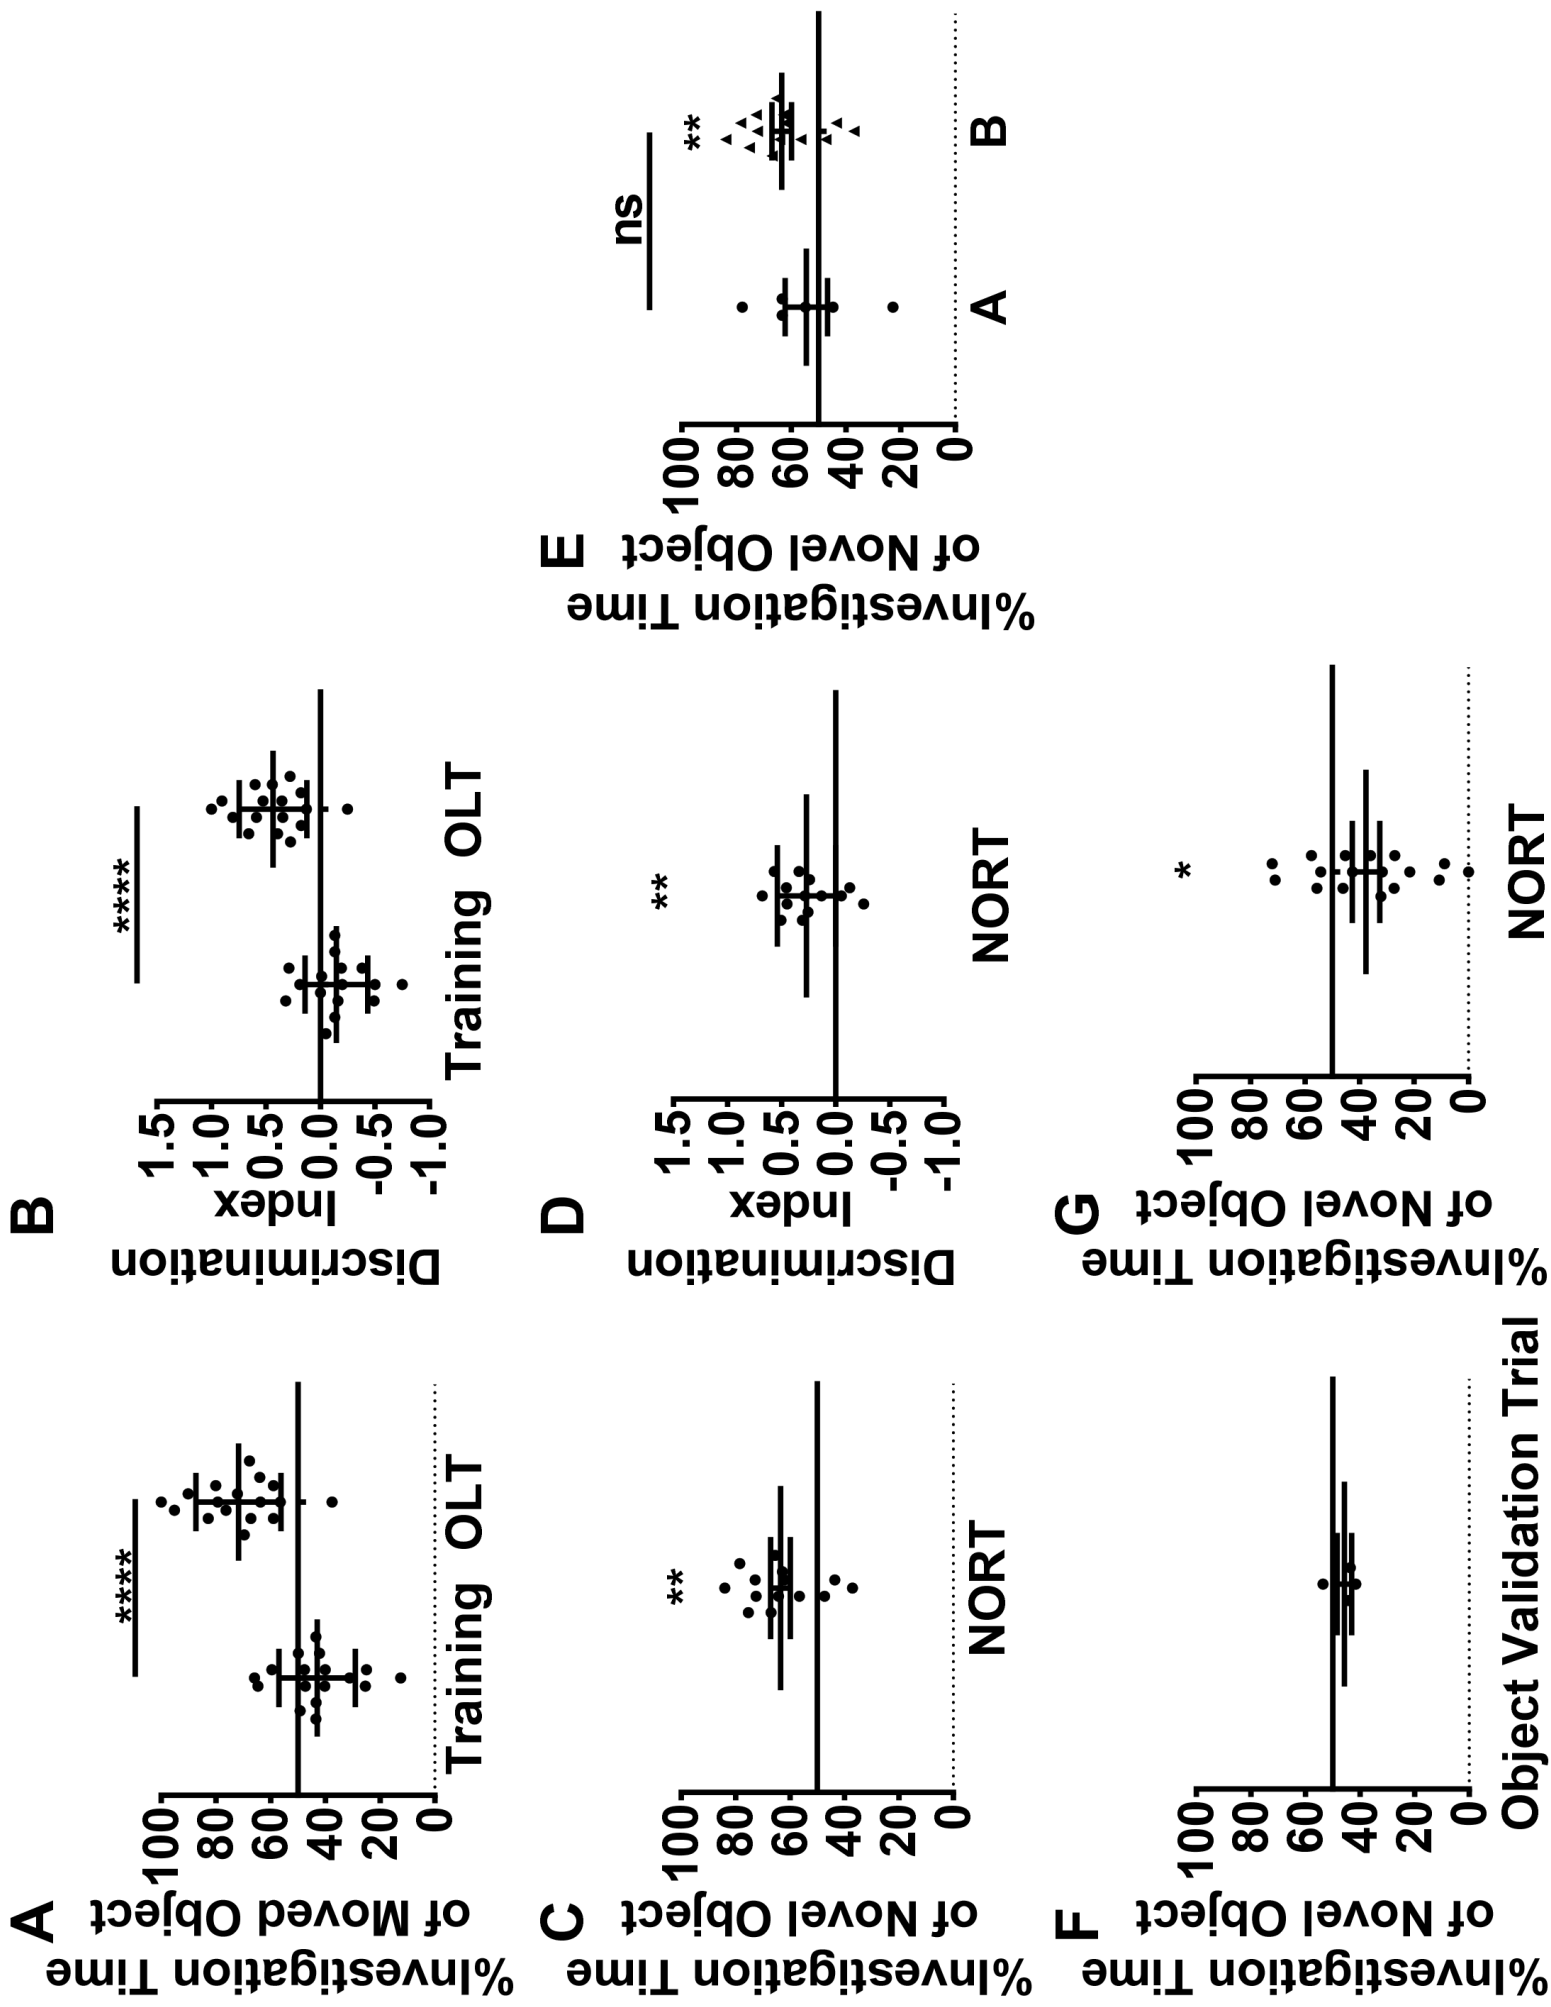 A
%Investigation Time
of Moved Object
100
80
60
40
20
0
****
Training OLT
B
Discrimination
Index
1.5
1.0
0.5
0.0
-0.5
-1.0
****
Training OLT
C
%Investigation Time
of Novel Object
100
80
60
40
20
0
**
NORT
D
Discrimination
Index
1.5
1.0
0.5
0.0
-0.5
-1.0
**
NORT
E
%Investigation Time
of Novel Object
100
80
60
40
20
0
ns
**
A B
F
%Investigation Time
of Novel Object
100
80
60
40
20
0
Object Validation Trial
G
%Investigation Time
of Novel Object
100
80
60
40
20
0
*
NORT